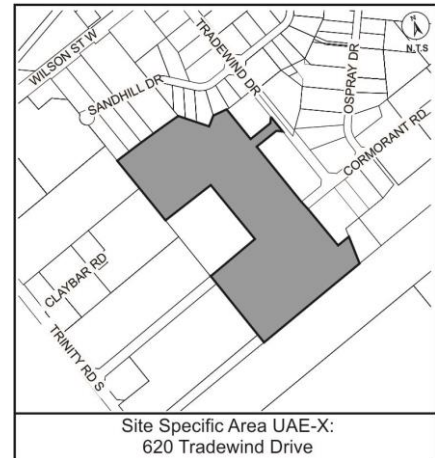 WILSON ST W
TRADEWIND DR
OSPRAY DR
N
N.T.S
SANDHILL DR
CORMORANT RD
CLAYBAR RD
TRINITY RD S
Site Specific Area UAE-X:
620 Tradewind Drive